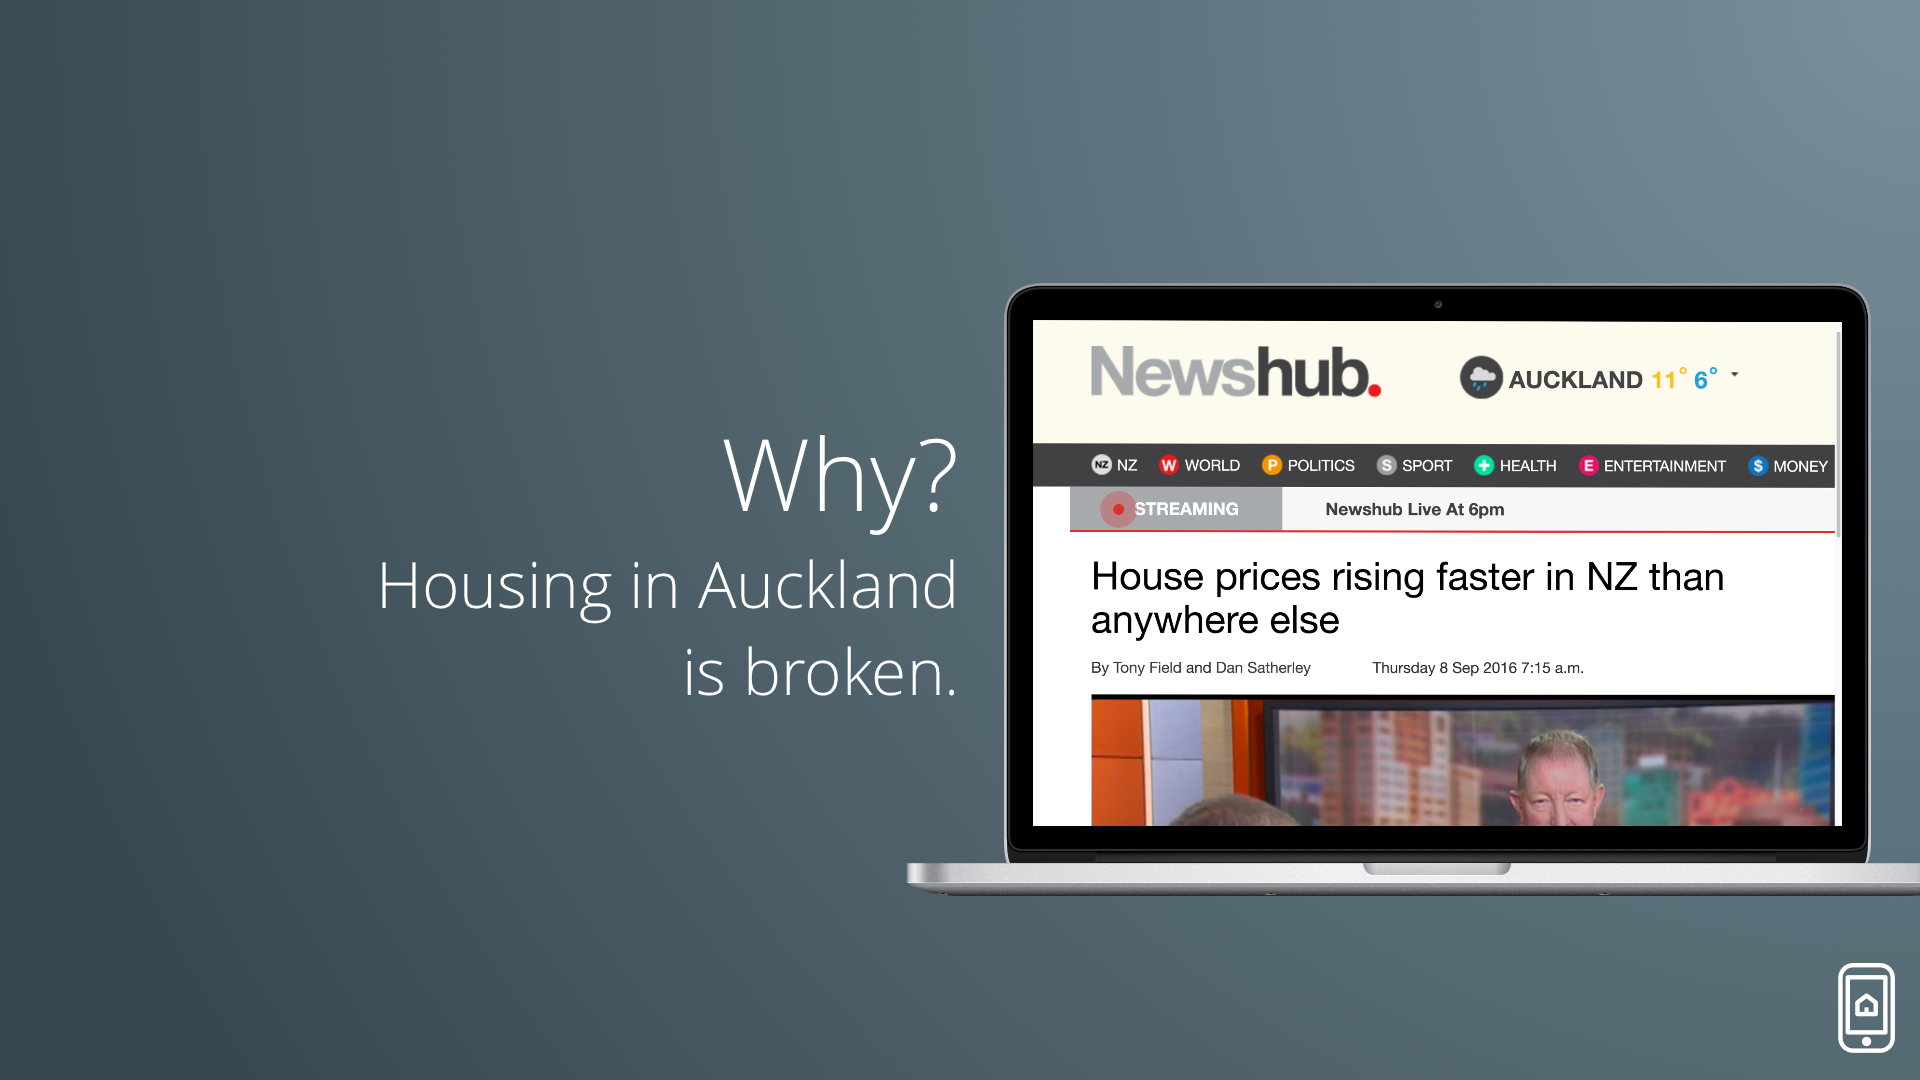 Why?
Housing in Auckland
is broken.
Newshub.
AUCKLAND 11° 6°
NZ NZ W WORLD P POLITICS S SPORT HEALTH E ENTERTAINMENT $ MONEY
STREAMING Newshub Live At 6pm
House prices rising faster in NZ than
anywhere else
By Tony Field and Dan Satherley Thursday 8 Sep 2016 7:15 a.m.